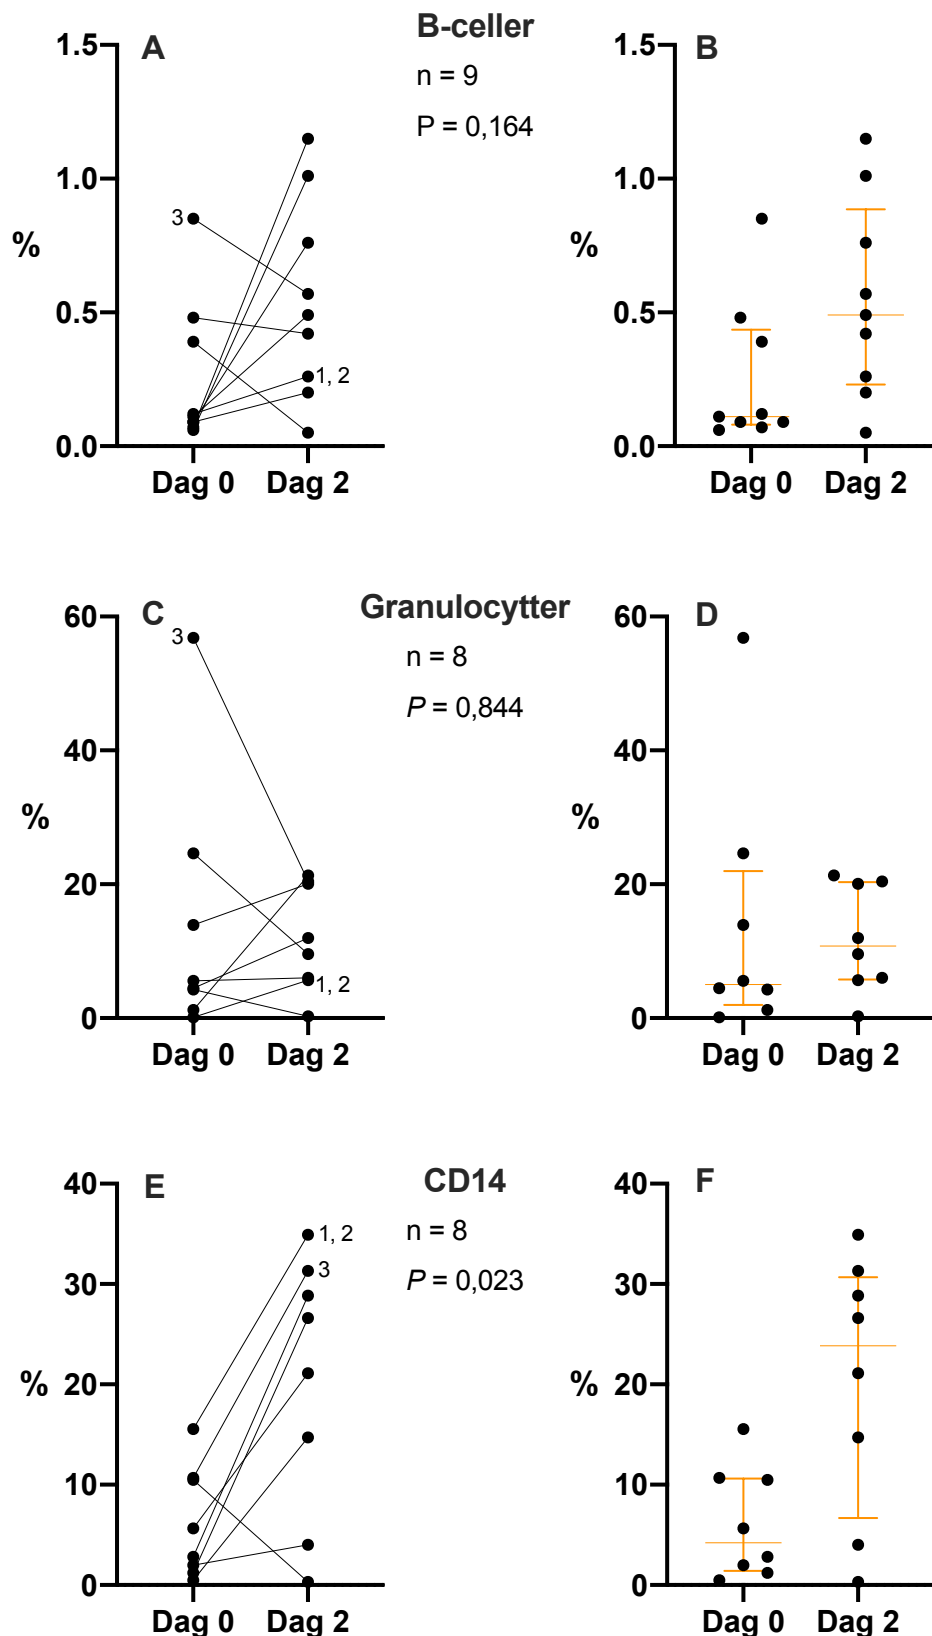 B-celler
n = 9
P = 0,164
A
1.5
1.0
0.5
0.0
%
3
1, 2
Dag 0 Dag 2
B
1.5
1.0
0.5
0.0
%
Dag 0 Dag 2
Granulocytter
n = 8
P = 0,844
C
60
40
20
0
%
3
1, 2
Dag 0 Dag 2
D
60
40
20
0
%
Dag 0 Dag 2
CD14
n = 8
P = 0,023
E
40
30
20
10
0
%
1, 2
3
Dag 0 Dag 2
F
40
30
20
10
0
%
Dag 0 Dag 2